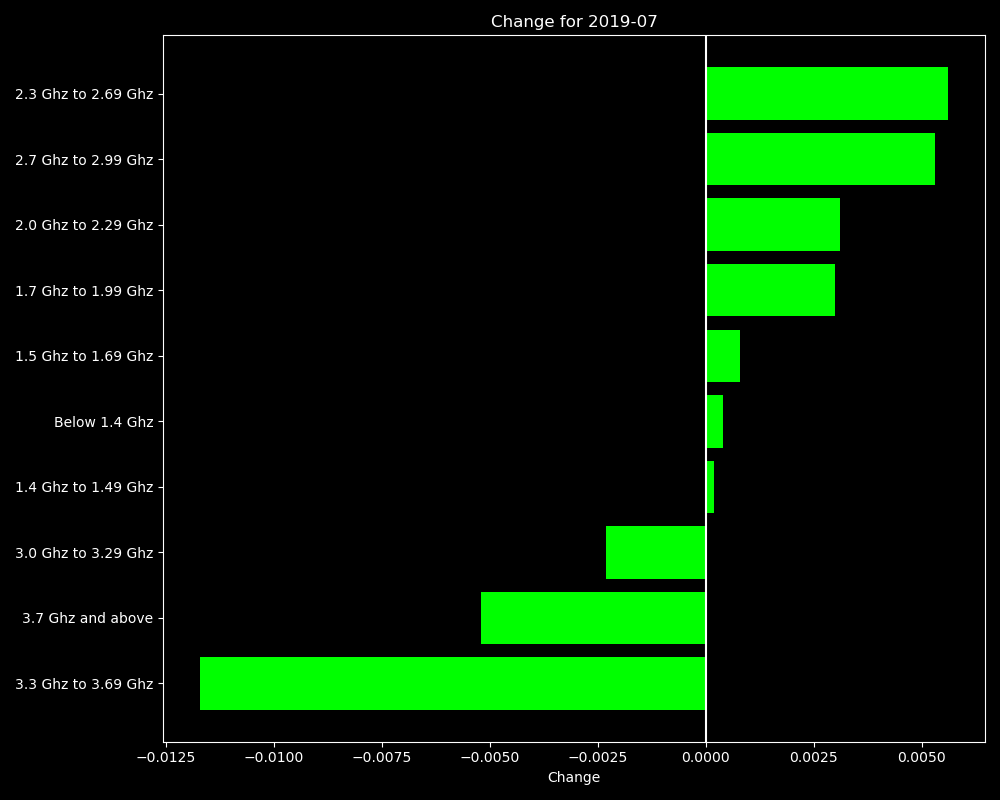 Change for 2019-07
2.3 Ghz to 2.69 Ghz
2.7 Ghz to 2.99 Ghz
2.0 Ghz to 2.29 Ghz
1.7 Ghz to 1.99 Ghz
1.5 Ghz to 1.69 Ghz
Below 1.4 Ghz
1.4 Ghz to 1.49 Ghz
3.0 Ghz to 3.29 Ghz
3.7 Ghz and above
3.3 Ghz to 3.69 Ghz
−0.0125 −0.0100 −0.0075 −0.0050 −0.0025 0.0000 0.0025 0.0050
Change